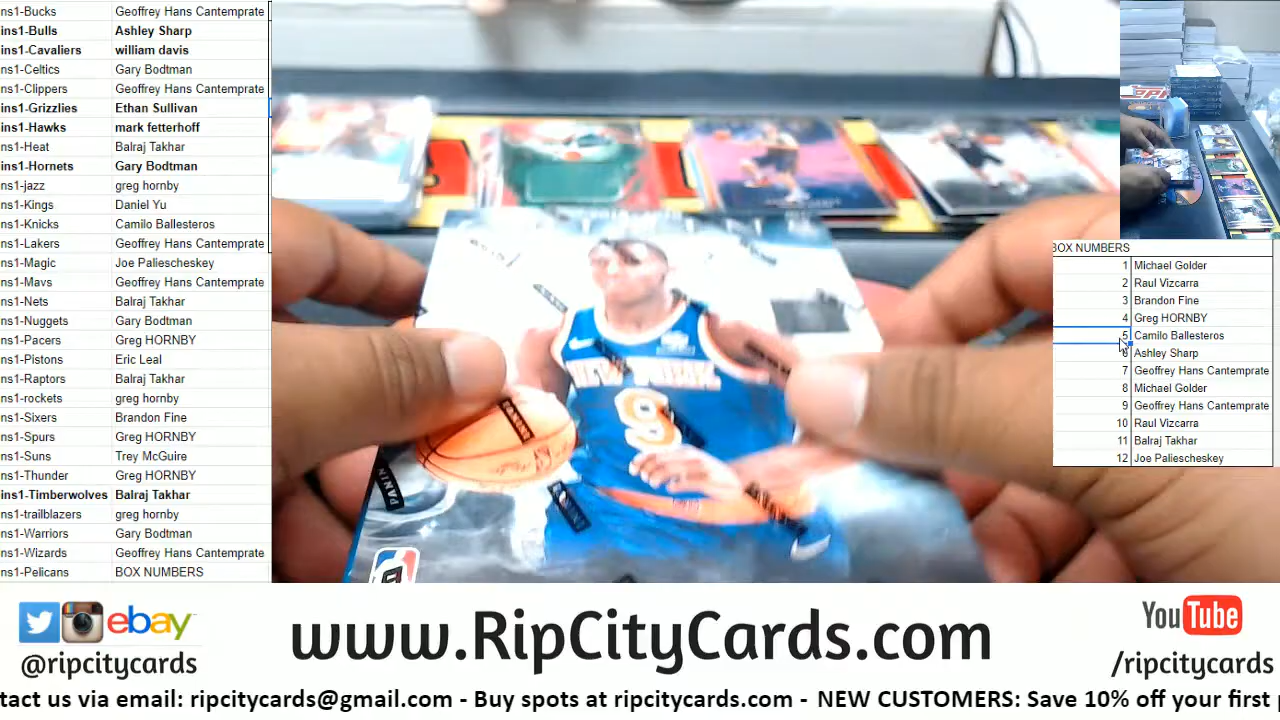 ns1-Bucks Geoffrey Hans Cantemprate
ins1-Bulls Ashley Sharp
ins1-Cavaliers william davis
ns1-Celtics Gary Bodtman
ns1-Clippers Geoffrey Hans Cantemprate
ins1-Grizzlies Ethan Sullivan
ins1-Hawks mark fetterhoff
ns1-Heat Balraj Takhar
ins1-Hornets Gary Bodtman
ns1-jazz greg hornby
ns1-Kings Daniel Yu
ns1-Knicks Camilo Ballesteros
ns1-Lakers Geoffrey Hans Cantemprate
ns1-Magic Joe Paliescheskey
ns1-Mavs Geoffrey Hans Cantemprate
ns1-Nets Balraj Takhar
ns1-Nuggets Gary Bodtman
ns1-Pacers Greg HORNBY
ns1-Pistons Eric Leal
ns1-Raptors Balraj Takhar
ns1-rockets greg hornby
ns1-Sixers Brandon Fine
ns1-Spurs Greg HORNBY
ns1-Suns Trey McGuire
ns1-Thunder Greg HORNBY
ins1-Timberwolves Balraj Takhar
ns1-trailblazers greg hornby
ns1-Warriors Gary Bodtman
ns1-Wizards Geoffrey Hans Cantemprate
ns1-Pelicans BOX NUMBERS
NEW YORK
9
PANINI
BOX NUMBERS
1 Michael Golder
2 Raul Vizcarra
3 Brandon Fine
4 Greg HORNBY
5 Camilo Ballesteros
6 Ashley Sharp
7 Geoffrey Hans Cantemprate
8 Michael Golder
9 Geoffrey Hans Cantemprate
10 Raul Vizcarra
11 Balraj Takhar
12 Joe Paliescheskey
ebay
@ripcitycards
www.RipCityCards.com
YouTube
/ripcitycards
tact us via email: ripcitycards@gmail.com - Buy spots at ripcitycards.com - NEW CUSTOMERS: Save 10% off your first p